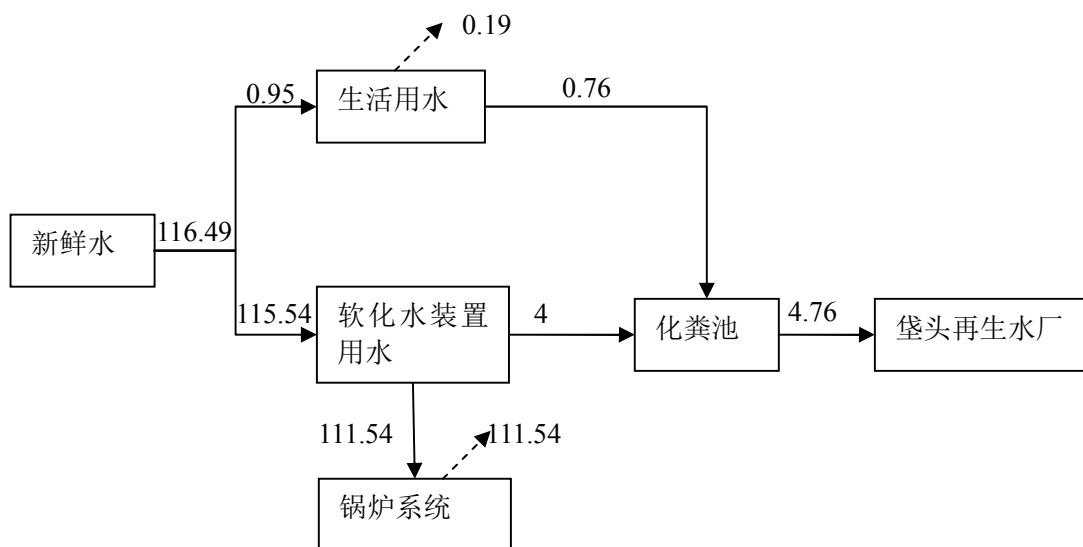 0.19
0.95
生活用水
0.76
新鲜水
116.49
115.54
软化水装置
用水
4
化粪池
4.76
垡头再生水厂
111.54
111.54
锅炉系统